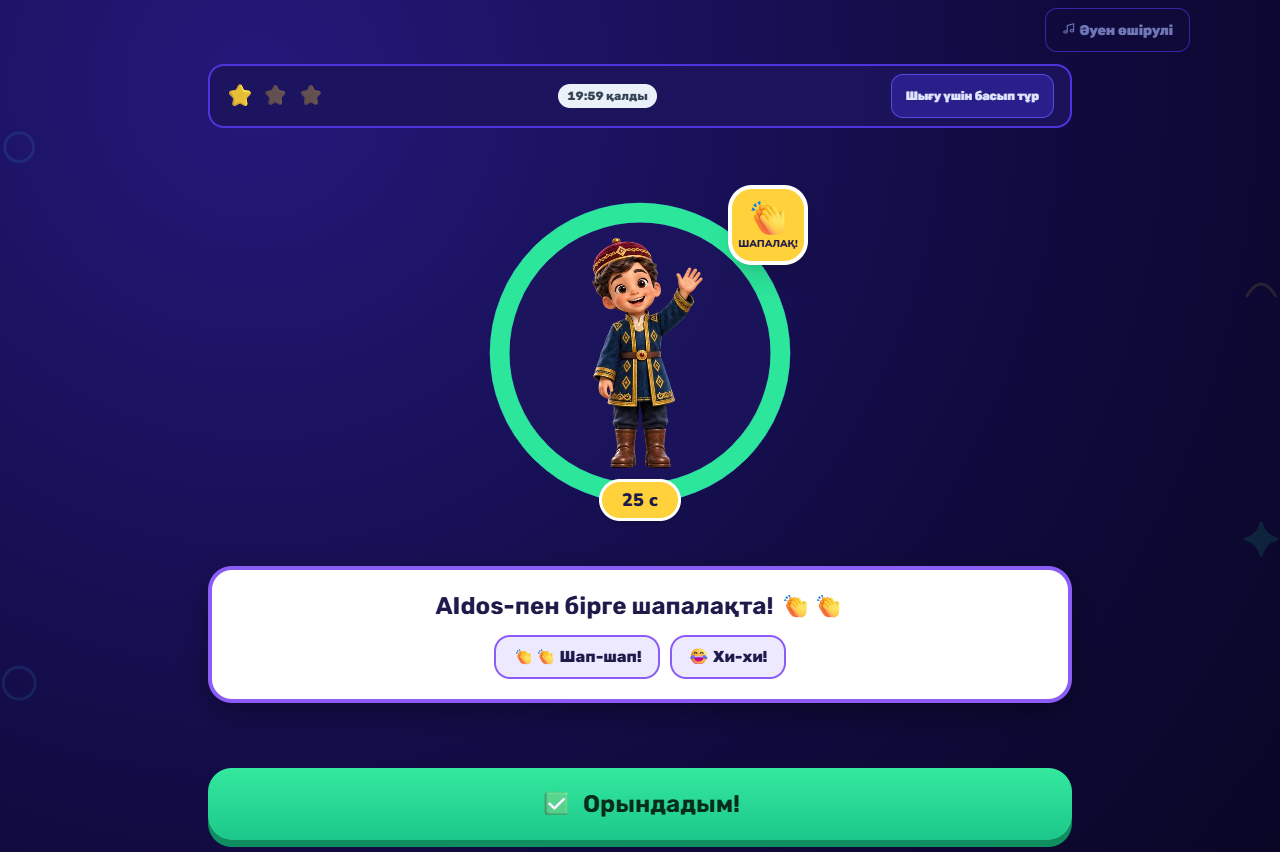 Әуен өшірулі
19:59 қалды
Шығу үшін басып тұр
ШАПАЛАҚ!
25 с
Aldos-пен бірге шапалақта!
Шап-шап!
Хи-хи!
Орындадым!